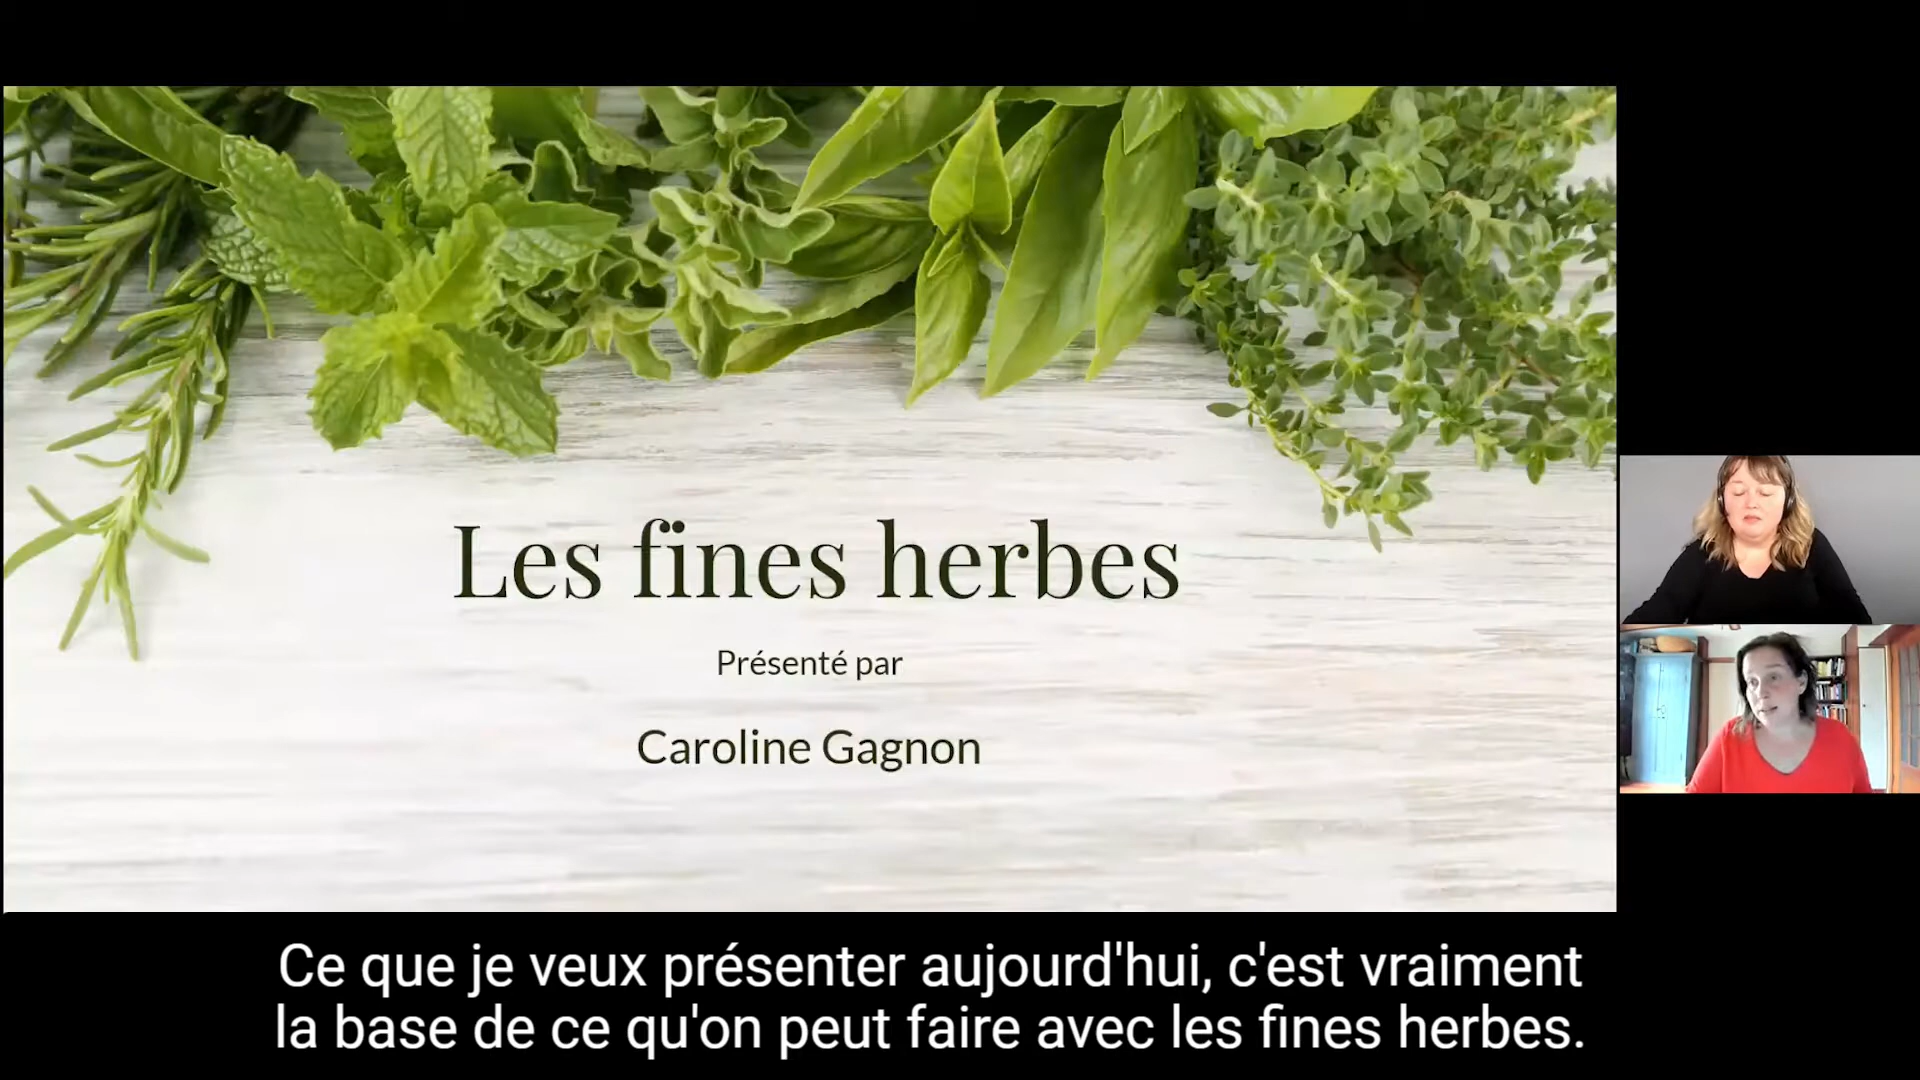 Les fines herbes
Présenté par
Caroline Gagnon
Ce que je veux présenter aujourd'hui, c'est vraiment
la base de ce qu'on peut faire avec les fines herbes.